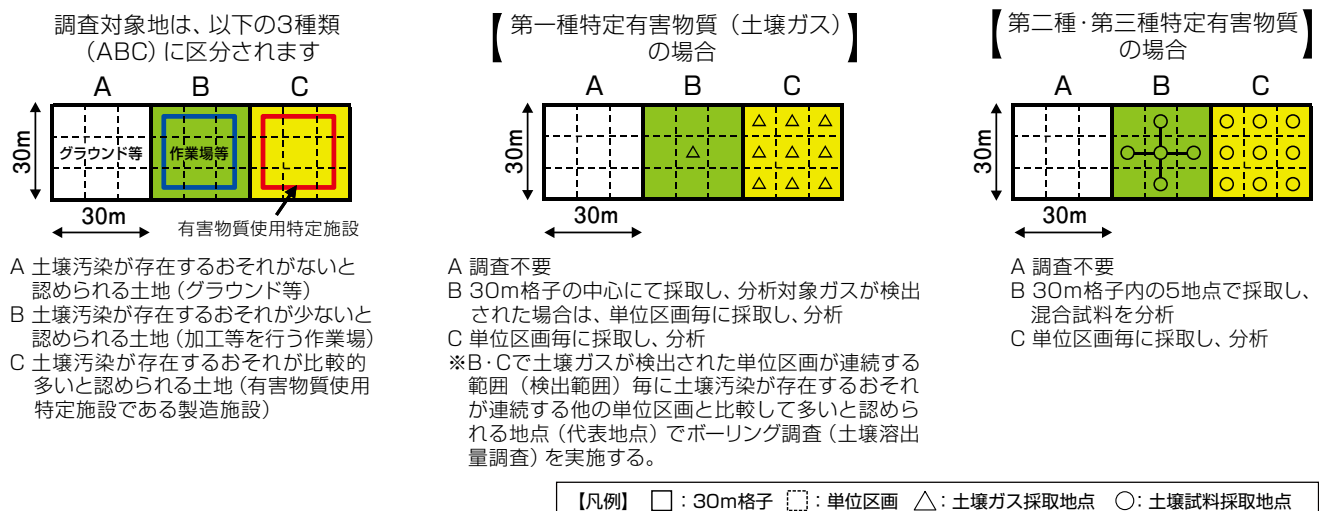 調査対象地は、以下の3種類
(ABC)に区分されます
A B C
30m
グラウンド等 作業場等
30m
有害物質使用特定施設
A 土壌汚染が存在するおそれがないと
認められる土地(グラウンド等)
B 土壌汚染が存在するおそれが少ないと
認められる土地(加工等を行う作業場)
C 土壌汚染が存在するおそれが比較的
多いと認められる土地(有害物質使用
特定施設である製造施設)
【第一種特定有害物質(土壌ガス)
の場合】
A B C
30m
30m
A 調査不要
B 30m格子の中心にて採取し、分析対象ガスが検出
された場合は、単位区画毎に採取し、分析
C 単位区画毎に採取し、分析
※B・Cで土壌ガスが検出された単位区画が連続する
範囲(検出範囲)毎に土壌汚染が存在するおそれ
が連続する他の単位区画と比較して多いと認めら
れる地点(代表地点)でボーリング調査(土壌溶出
量調査)を実施する。
【第二種・第三種特定有害物質
の場合】
A B C
30m
30m
A 調査不要
B 30m格子内の5地点で採取し、
混合試料を分析
C 単位区画毎に採取し、分析
【凡例】 □:30m格子 :単位区画 △:土壌ガス採取地点 ○:土壌試料採取地点